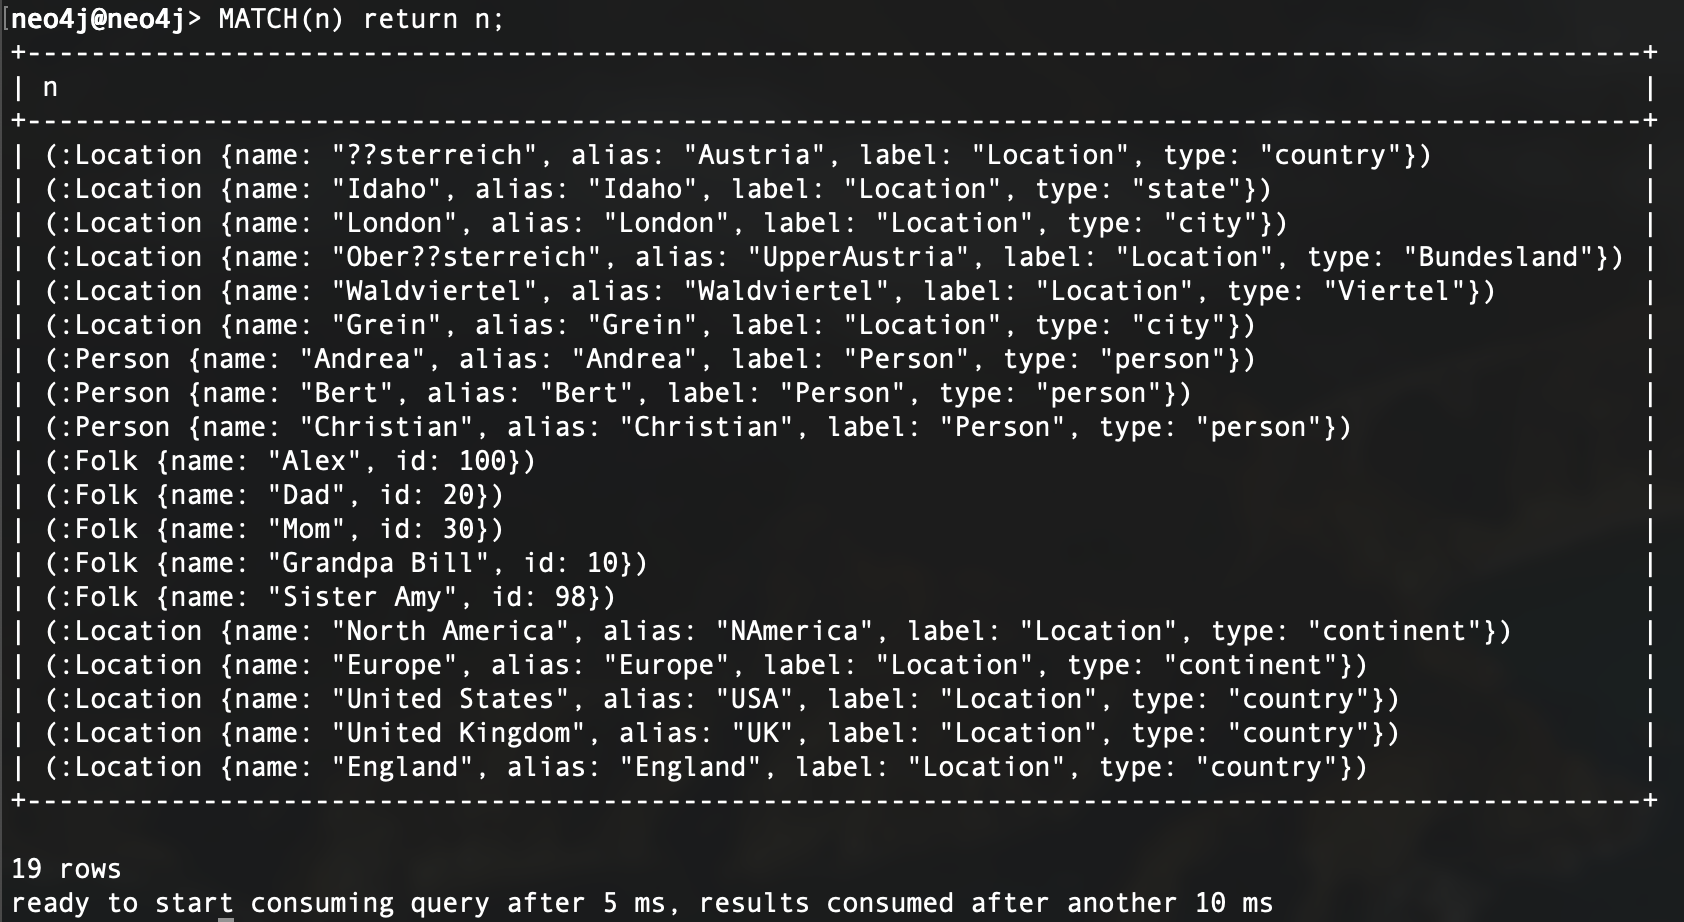 [neo4j@neo4j> MATCH(n) return n;
+-----------------------------------------------------------------------------------------------------+
| n                                                                                                   |
+-----------------------------------------------------------------------------------------------------+
| (:Location {name: "??sterreich", alias: "Austria", label: "Location", type: "country"})             |
| (:Location {name: "Idaho", alias: "Idaho", label: "Location", type: "state"})                       |
| (:Location {name: "London", alias: "London", label: "Location", type: "city"})                      |
| (:Location {name: "Ober??sterreich", alias: "UpperAustria", label: "Location", type: "Bundesland"}) |
| (:Location {name: "Waldviertel", alias: "Waldviertel", label: "Location", type: "Viertel"})         |
| (:Location {name: "Grein", alias: "Grein", label: "Location", type: "city"})                        |
| (:Person {name: "Andrea", alias: "Andrea", label: "Person", type: "person"})                        |
| (:Person {name: "Bert", alias: "Bert", label: "Person", type: "person"})                            |
| (:Person {name: "Christian", alias: "Christian", label: "Person", type: "person"})                  |
| (:Folk {name: "Alex", id: 100})                                                                     |
| (:Folk {name: "Dad", id: 20})                                                                       |
| (:Folk {name: "Mom", id: 30})                                                                       |
| (:Folk {name: "Grandpa Bill", id: 10})                                                              |
| (:Folk {name: "Sister Amy", id: 98})                                                                |
| (:Location {name: "North America", alias: "NAmerica", label: "Location", type: "continent"})        |
| (:Location {name: "Europe", alias: "Europe", label: "Location", type: "continent"})                 |
| (:Location {name: "United States", alias: "USA", label: "Location", type: "country"})               |
| (:Location {name: "United Kingdom", alias: "UK", label: "Location", type: "country"})               |
| (:Location {name: "England", alias: "England", label: "Location", type: "country"})                 |
+-----------------------------------------------------------------------------------------------------+
19 rows
ready to start consuming query after 5 ms, results consumed after another 10 ms